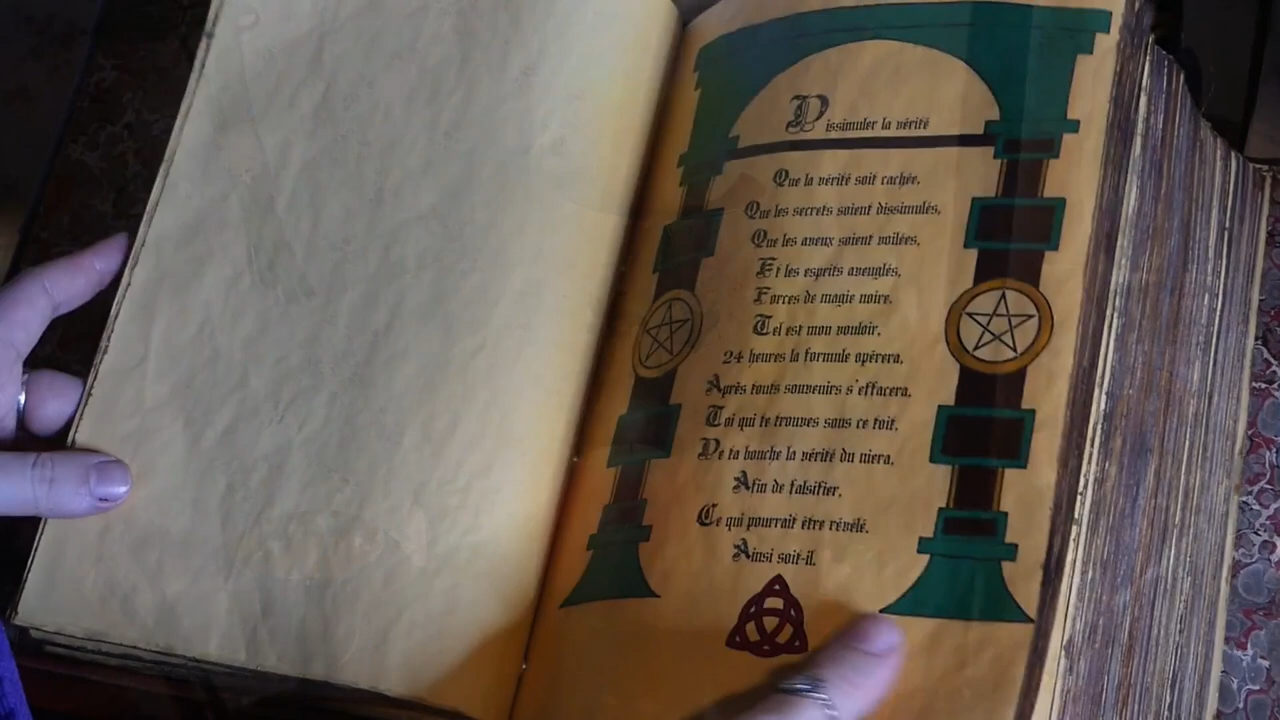 Dissimuler la vérité
Que la vérité soit cachée,
Que les secrets soient dissimulés,
Que les aveux soient voilées,
Et les esprits aveuglés,
Forces de magie noire.
Tel est mon vouloir,
24 heures la formule opérera,
Après touts souvenirs s'effacera,
Toi qui te trouves sous ce toit,
De ta bouche la vérité du niera,
Afin de falsifier,
Ce qui pourrait être révélé.
Ainsi soit-il.